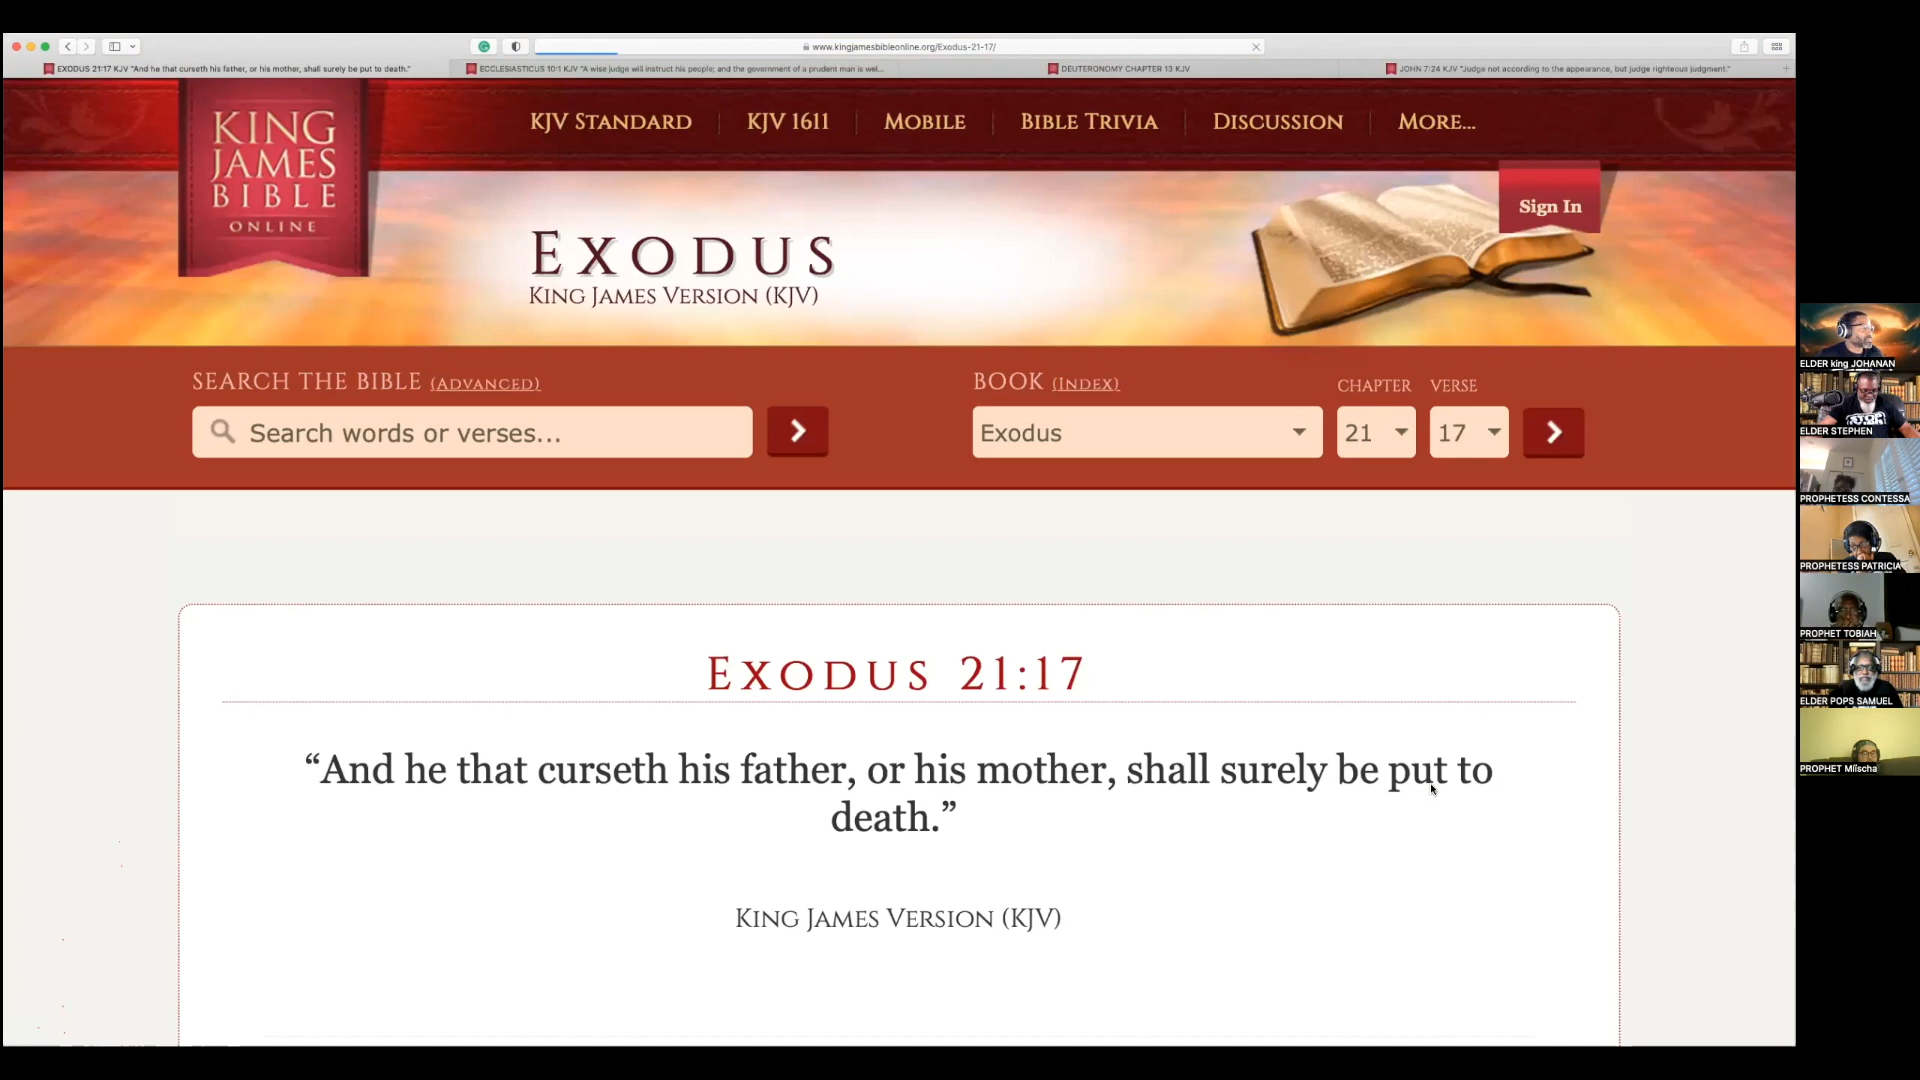 www.kingjamesbibleonline.org/Exodus-21-17/
EXODUS 21:17 KJV "And he that curseth his father, or his mother, shall surely be put to death."
ECCLESIASTICUS 10:1 KJV "A wise judge will instruct his people; and the government of a prudent man is wel...
DEUTERONOMY CHAPTER 13 KJV
JOHN 7:24 KJV "Judge not according to the appearance, but judge righteous judgment."
KING
JAMES
BIBLE
ONLINE
KJV STANDARD
KJV 1611
MOBILE
BIBLE TRIVIA
DISCUSSION
MORE...
Sign In
EXODUS
KING JAMES VERSION (KJV)
SEARCH THE BIBLE (ADVANCED)
Search words or verses...
BOOK (INDEX)
CHAPTER
VERSE
Exodus
21
17
EXODUS 21:17
“And he that curseth his father, or his mother, shall surely be put to
death.”
KING JAMES VERSION (KJV)
ELDER king JOHANAN
STOP
ELDER STEPHEN
PROPHETESS CONTESSA
PROPHETESS PATRICIA
PROPHET TOBIAH
ELDER POPS SAMUEL
PROPHET Miischa